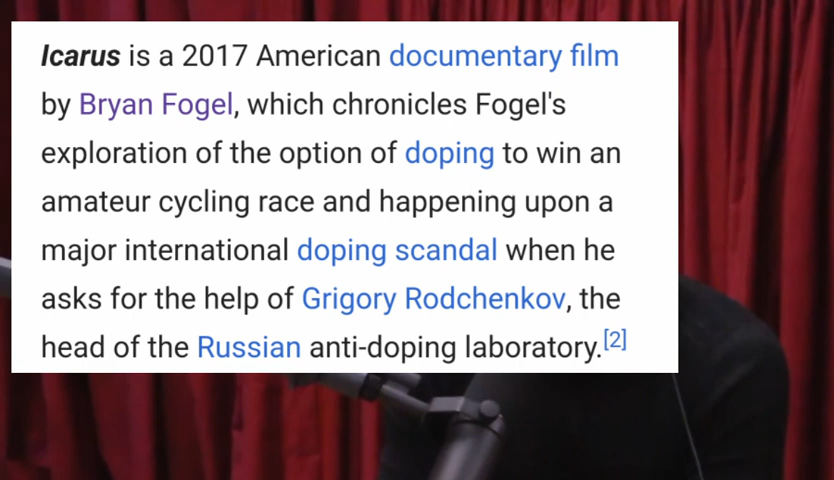 Icarus is a 2017 American documentary film
by Bryan Fogel, which chronicles Fogel's
exploration of the option of doping to win an
amateur cycling race and happening upon a
major international doping scandal when he
asks for the help of Grigory Rodchenkov, the
head of the Russian anti-doping laboratory.[2]